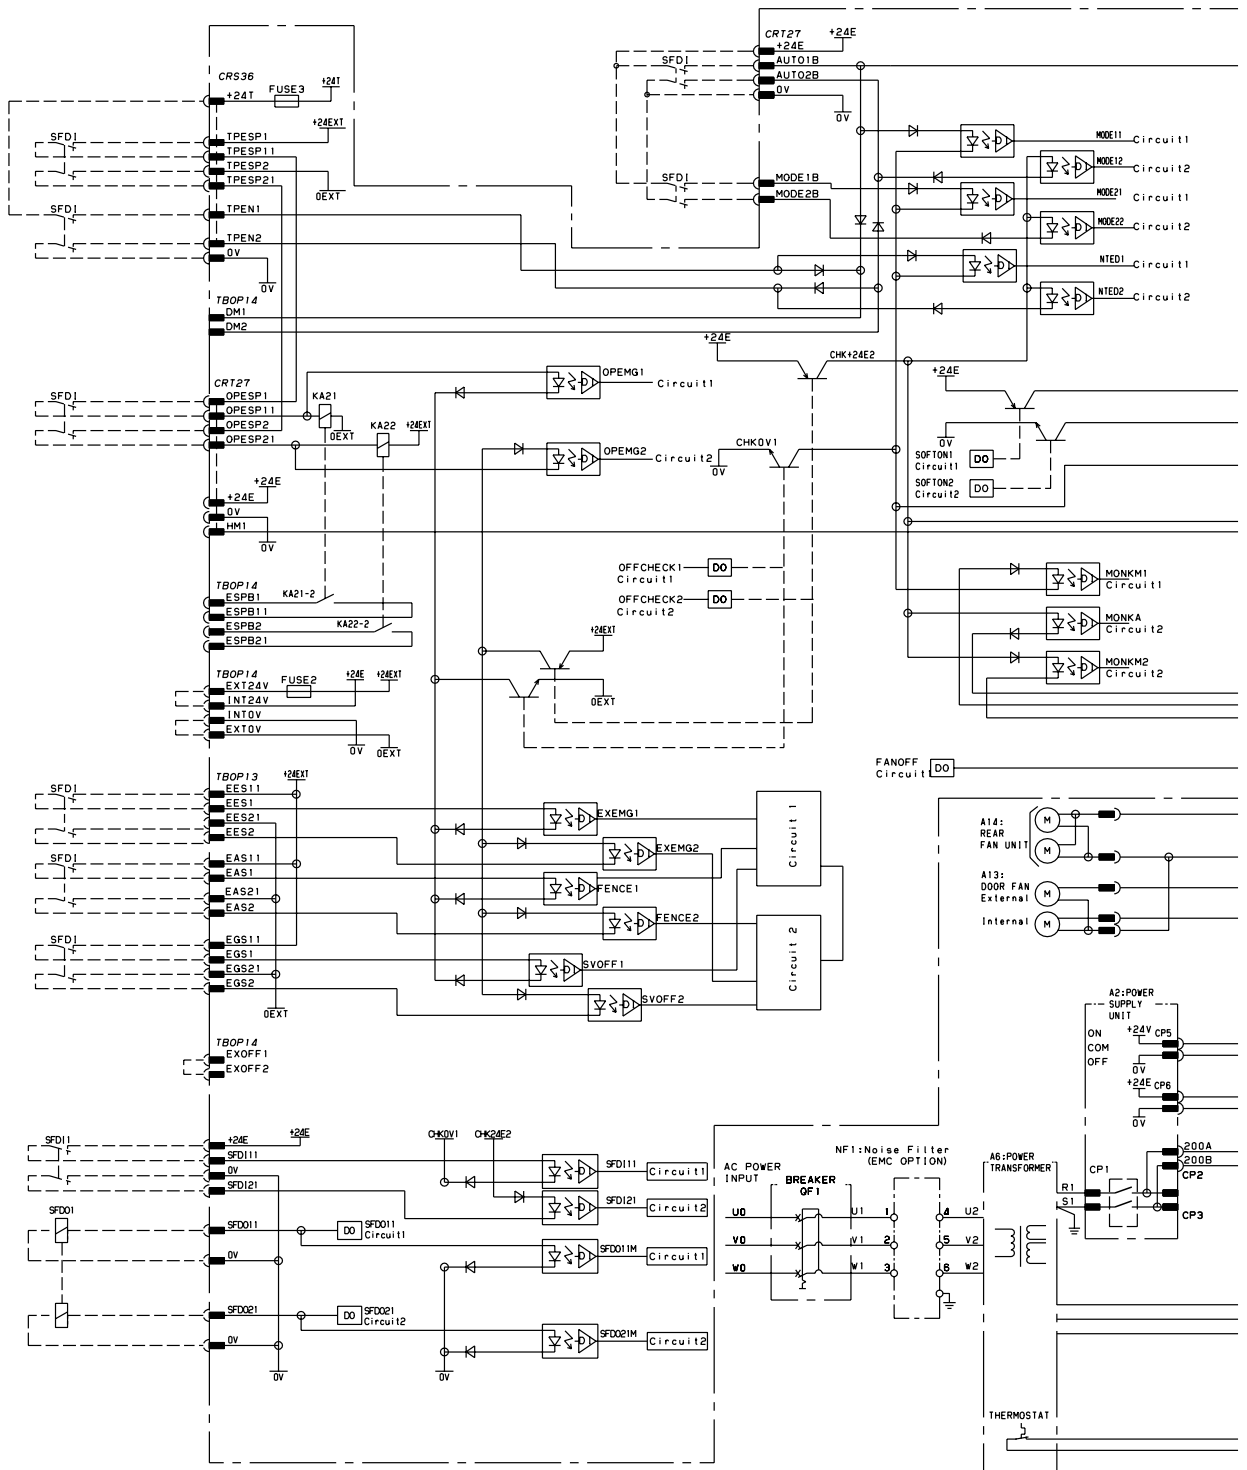 CRS36
+24T
FUSE3
+24T
SFDI
TPESP1
+24EXT
TPESP11
TPESP2
TPESP21
0EXT
SFDI
TPEN1
TPEN2
0V
0V
TBOP14
DM1
DM2
CRT27
+24E
+24E
SFDI
AUTO1B
AUTO2B
0V
0V
SFDI
MODE1B
MODE2B
MODE11
Circuit1
MODE12
Circuit2
MODE21
Circuit1
MODE22
Circuit2
NTED1
Circuit1
NTED2
Circuit2
CRT27
SFDI
OPESP1
OPESP11
OPESP2
OPESP21
KA21
0EXT
KA22
+24EXT
+24E
+24E
0V
HM1
0V
OPEMG1
Circuit1
OPEMG2
Circuit2
+24E
CHK+24E2
CHK0V1
0V
+24E
0V
SOFTON1
Circuit1
DO
SOFTON2
Circuit2
DO
OFFCHECK1
Circuit1
DO
OFFCHECK2
Circuit2
DO
TBOP14
ESPB1
KA21-2
ESPB11
ESPB2
KA22-2
ESPB21
MONKM1
Circuit1
MONKA
Circuit2
MONKM2
Circuit2
+24EXT
0EXT
TBOP14
EXT24V
FUSE2
+24E
+24EXT
INT24V
INT0V
EXT0V
0V
0EXT
FANOFF
Circuit1
DO
TBOP13
+24EXT
SFDI
EES11
EES1
EES21
EES2
SFDI
EAS11
EAS1
EAS21
EAS2
SFDI
EGS11
EGS1
EGS21
EGS2
0EXT
EXEMG1
EXEMG2
FENCE1
FENCE2
SVOFF1
SVOFF2
Circuit 1
Circuit 2
A14:
REAR
FAN UNIT
M
M
A13:
DOOR FAN
External
M
Internal
M
TBOP14
EXOFF1
EXOFF2
A2:POWER
SUPPLY
UNIT
ON
COM
OFF
+24V
CP5
0V
+24E
CP6
0V
200A
200B
CP2
CP1
CP3
R1
S1
SFDI1
+24E
+24E
SFDI11
0V
SFDI21
CHK0V1
CHK24E2
SFDI11
Circuit1
SFDI21
Circuit2
SFDO1
SFDO11
DO
SFDO11
Circuit1
0V
SFDO11M
Circuit1
SFDO21
DO
SFDO21
Circuit2
0V
SFDO21M
Circuit2
0V
0V
AC POWER
INPUT
BREAKER
QF1
NF1:Noise Filter
(EMC OPTION)
A6:POWER
TRANSFORMER
U0
U1
1
4
U2
V0
V1
2
5
V2
W0
W1
3
6
W2
THERMOSTAT